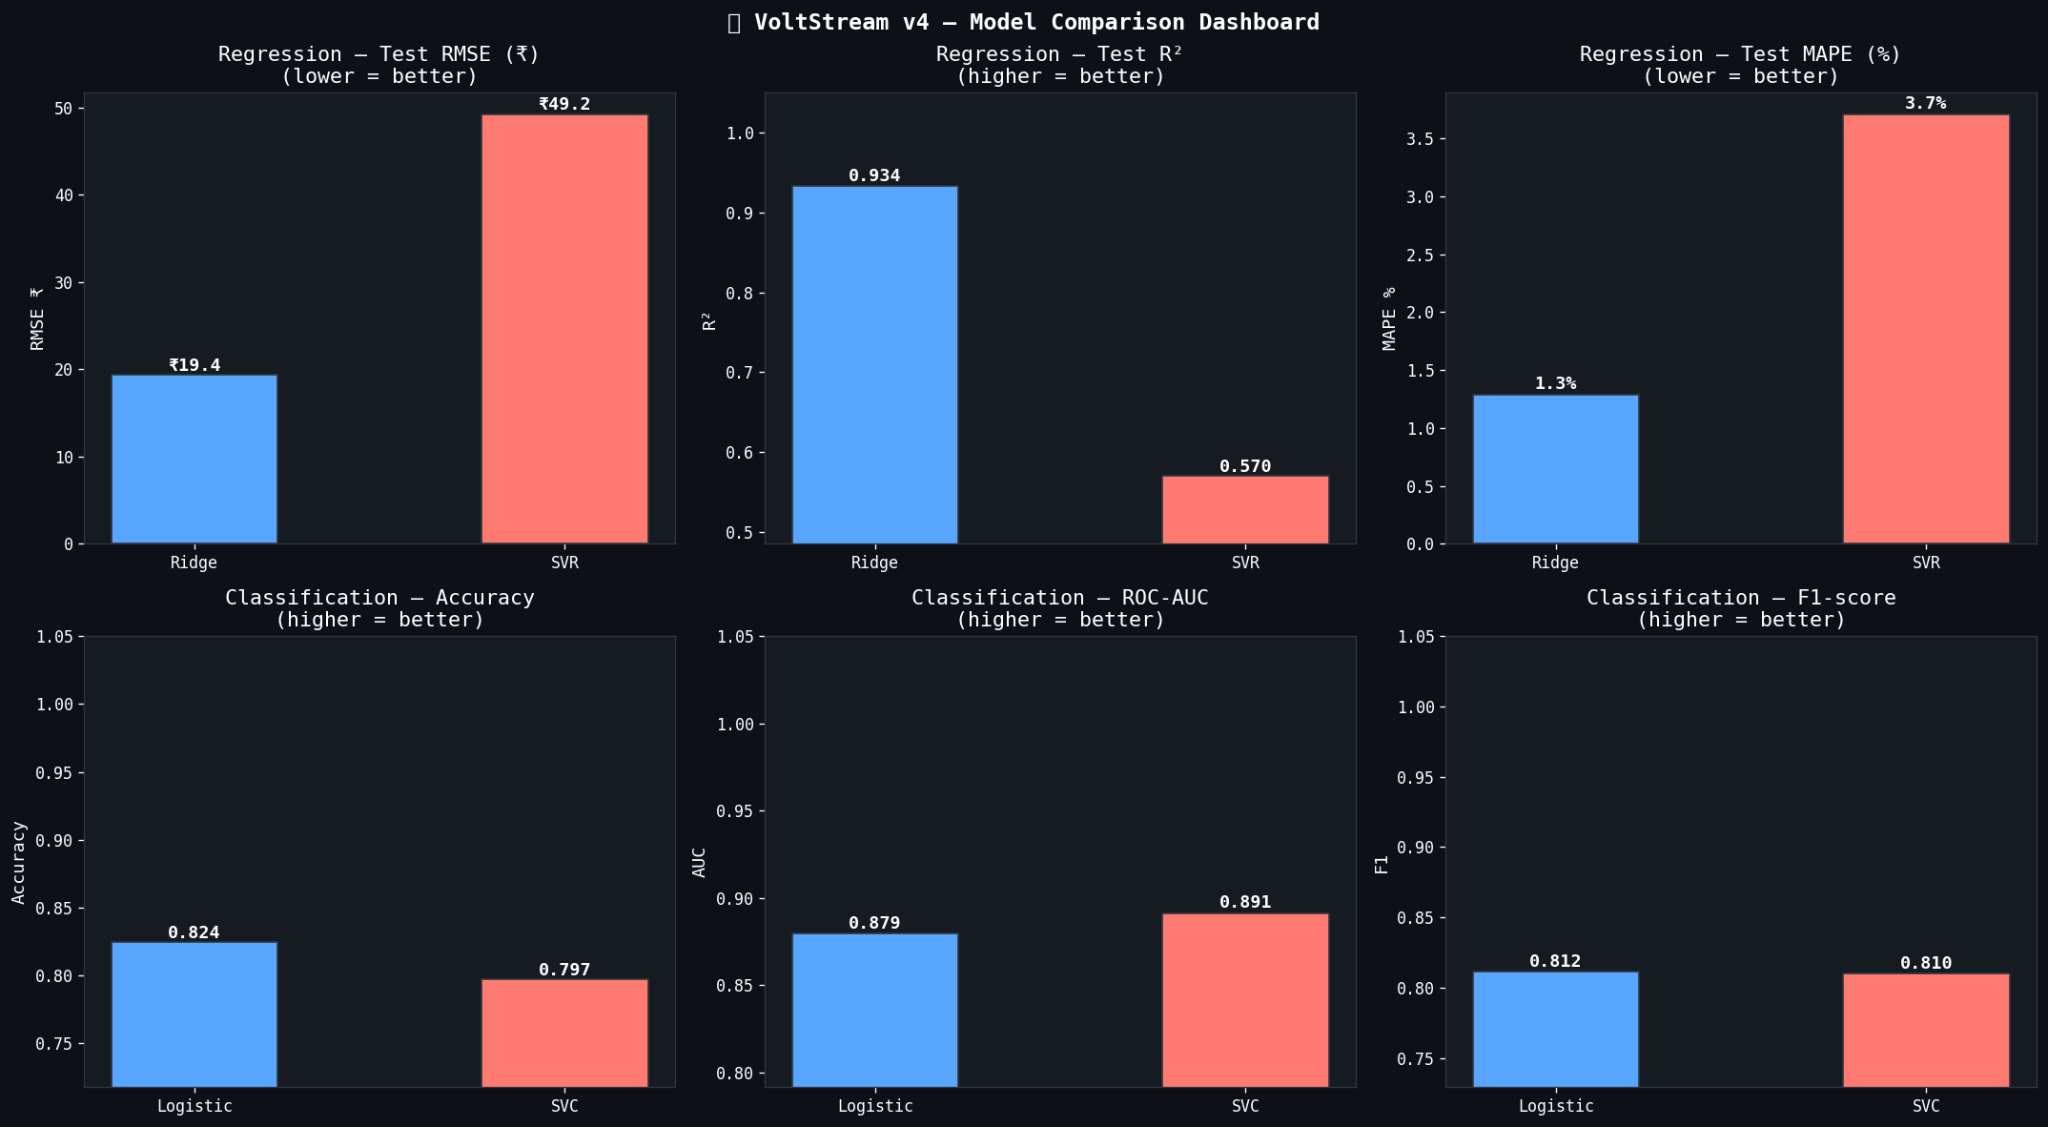 VoltStream v4 — Model Comparison Dashboard
Regression — Test RMSE (₹)
(lower = better)
50
40
30
20
10
0
RMSE ₹
₹19.4
₹49.2
Ridge
SVR
Regression — Test R²
(higher = better)
1.0
0.9
0.8
0.7
0.6
0.5
R²
0.934
0.570
Ridge
SVR
Regression — Test MAPE (%)
(lower = better)
3.5
3.0
2.5
2.0
1.5
1.0
0.5
0.0
MAPE %
1.3%
3.7%
Ridge
SVR
Classification — Accuracy
(higher = better)
1.05
1.00
0.95
0.90
0.85
0.80
0.75
Accuracy
0.824
0.797
Logistic
SVC
Classification — ROC-AUC
(higher = better)
1.00
0.95
0.90
0.85
0.80
AUC
0.879
0.891
Logistic
SVC
Classification — F1-score
(higher = better)
1.05
1.00
0.95
0.90
0.85
0.80
0.75
F1
0.812
0.810
Logistic
SVC